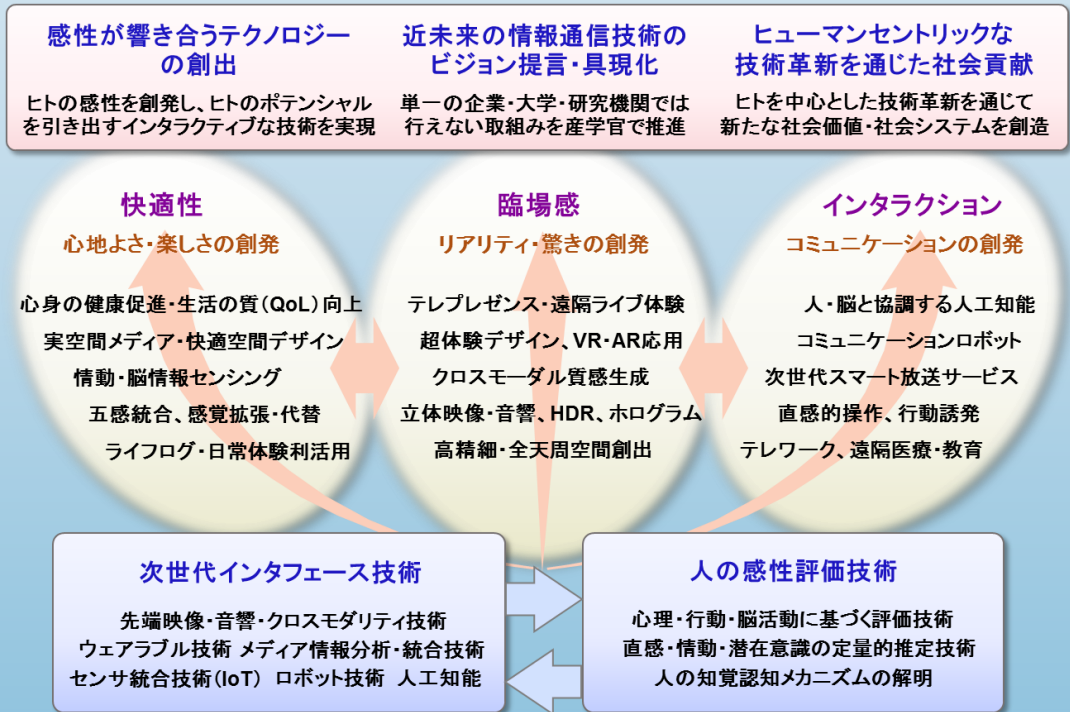 感性が響き合うテクノロジー
の創出
ヒトの感性を創発し、ヒトのポテンシャル
を引き出すインタラクティブな技術を実現
近未来の情報通信技術の
ビジョン提言・具現化
単一の企業・大学・研究機関では
行えない取組みを産学官で推進
ヒューマンセントリックな
技術革新を通じた社会貢献
ヒトを中心とした技術革新を通じて
新たな社会価値・社会システムを創造
快適性
心地よさ・楽しさの創発
心身の健康促進・生活の質(QoL)向上
実空間メディア・快適空間デザイン
情動・脳情報センシング
五感統合、感覚拡張・代替
ライフログ・日常体験利活用
臨場感
リアリティ・驚きの創発
テレプレゼンス・遠隔ライブ体験
超体験デザイン、VR・AR応用
クロスモーダル質感生成
立体映像・音響、HDR、ホログラム
高精細・全天周空間創出
インタラクション
コミュニケーションの創発
人・脳と協調する人工知能
コミュニケーションロボット
次世代スマート放送サービス
直感的操作、行動誘発
テレワーク、遠隔医療・教育
次世代インタフェース技術
先端映像・音響・クロスモダリティ技術
ウェアラブル技術 メディア情報分析・統合技術
センサ統合技術(IoT) ロボット技術 人工知能
人の感性評価技術
心理・行動・脳活動に基づく評価技術
直感・情動・潜在意識の定量的推定技術
人の知覚認知メカニズムの解明